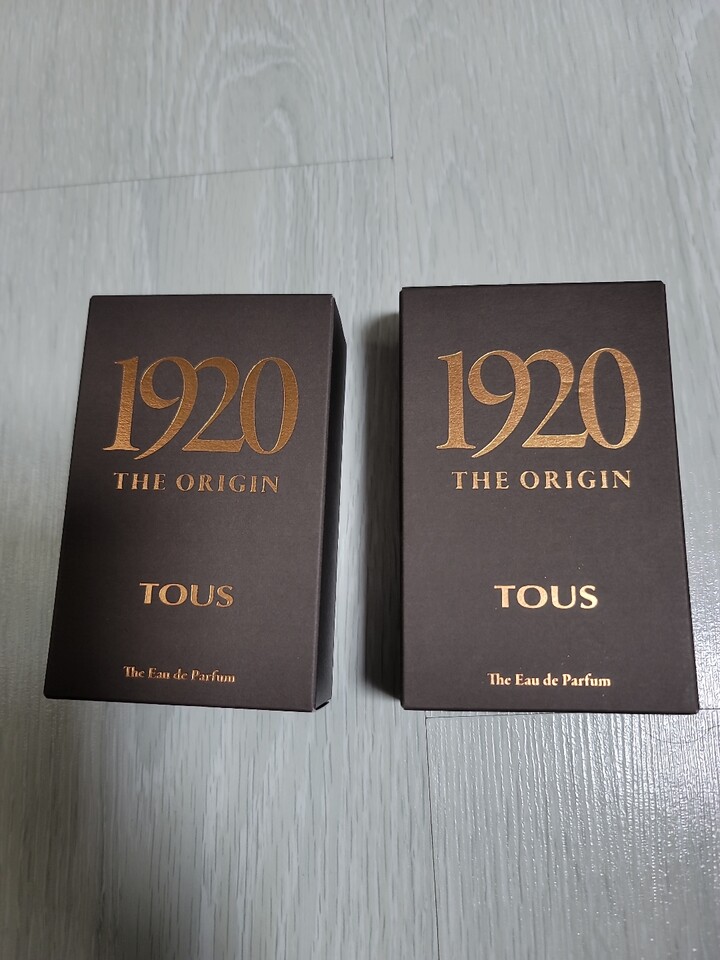 1920
THE ORIGIN
TOUS
The Eau de Parfum
1920
THE ORIGIN
TOUS
The Eau de Parfum